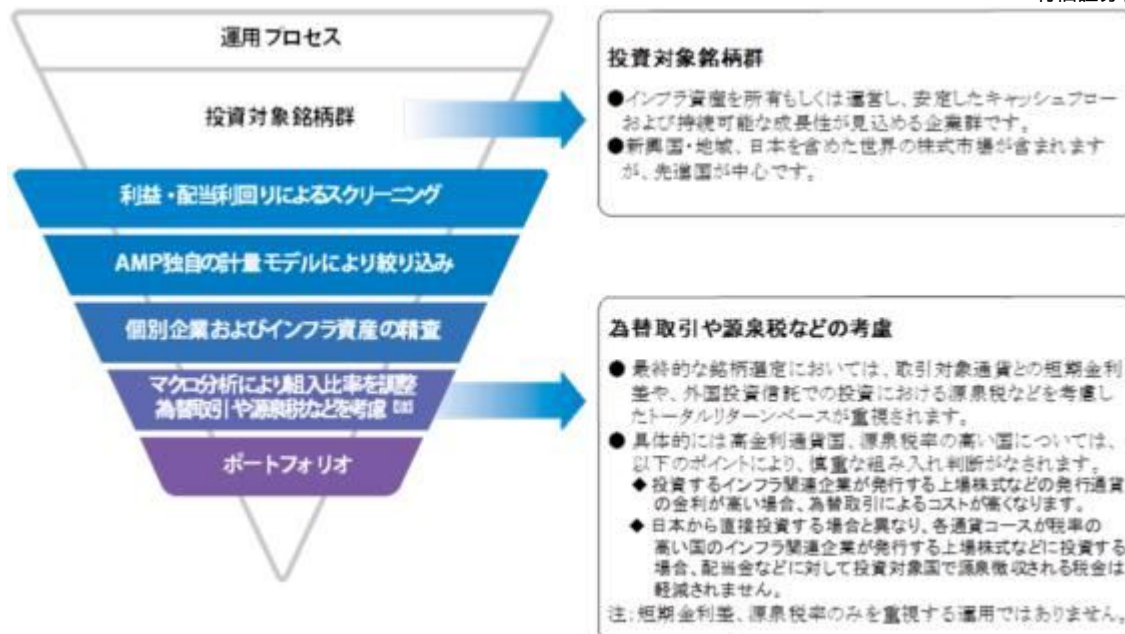 運用プロセス
投資対象銘柄群
利益・配当利回りによるスクリーニング
AMP独自の計量モデルにより絞り込み
個別企業およびインフラ資産の精査
マクロ分析により組入比率を調整
為替取引や源泉税などを考慮
ポートフォリオ
投資対象銘柄群
●インフラ資産を所有もしくは運営し、安定したキャッシュフロー
および持続可能な成長性が見込める企業群です。
●新興国・地域、日本を含めた世界の株式市場が含まれます
が、先進国が中心です。
為替取引や源泉税などの考慮
● 最終的な銘柄選定においては、取引対象通貨との短期金利
差や、外国投資信託での投資における源泉税などを考慮し
たトータルリターンベースが重視されます。
● 具体的には高金利通貨国、源泉税率の高い国については、
以下のポイントにより、慎重な組み入れ判断がなされます。
◆ 投資するインフラ関連企業が発行する上場株式などの発行通貨
の金利が高い場合、為替取引によるコストが高くなります。
◆ 日本から直接投資する場合と異なり、各通貨コースが税率の
高い国のインフラ関連企業が発行する上場株式などに投資する
場合、配当金などに対して投資対象国で源泉徴収される税金は
軽減されません。
注:短期金利差、源泉税率のみを重視する運用ではありません。